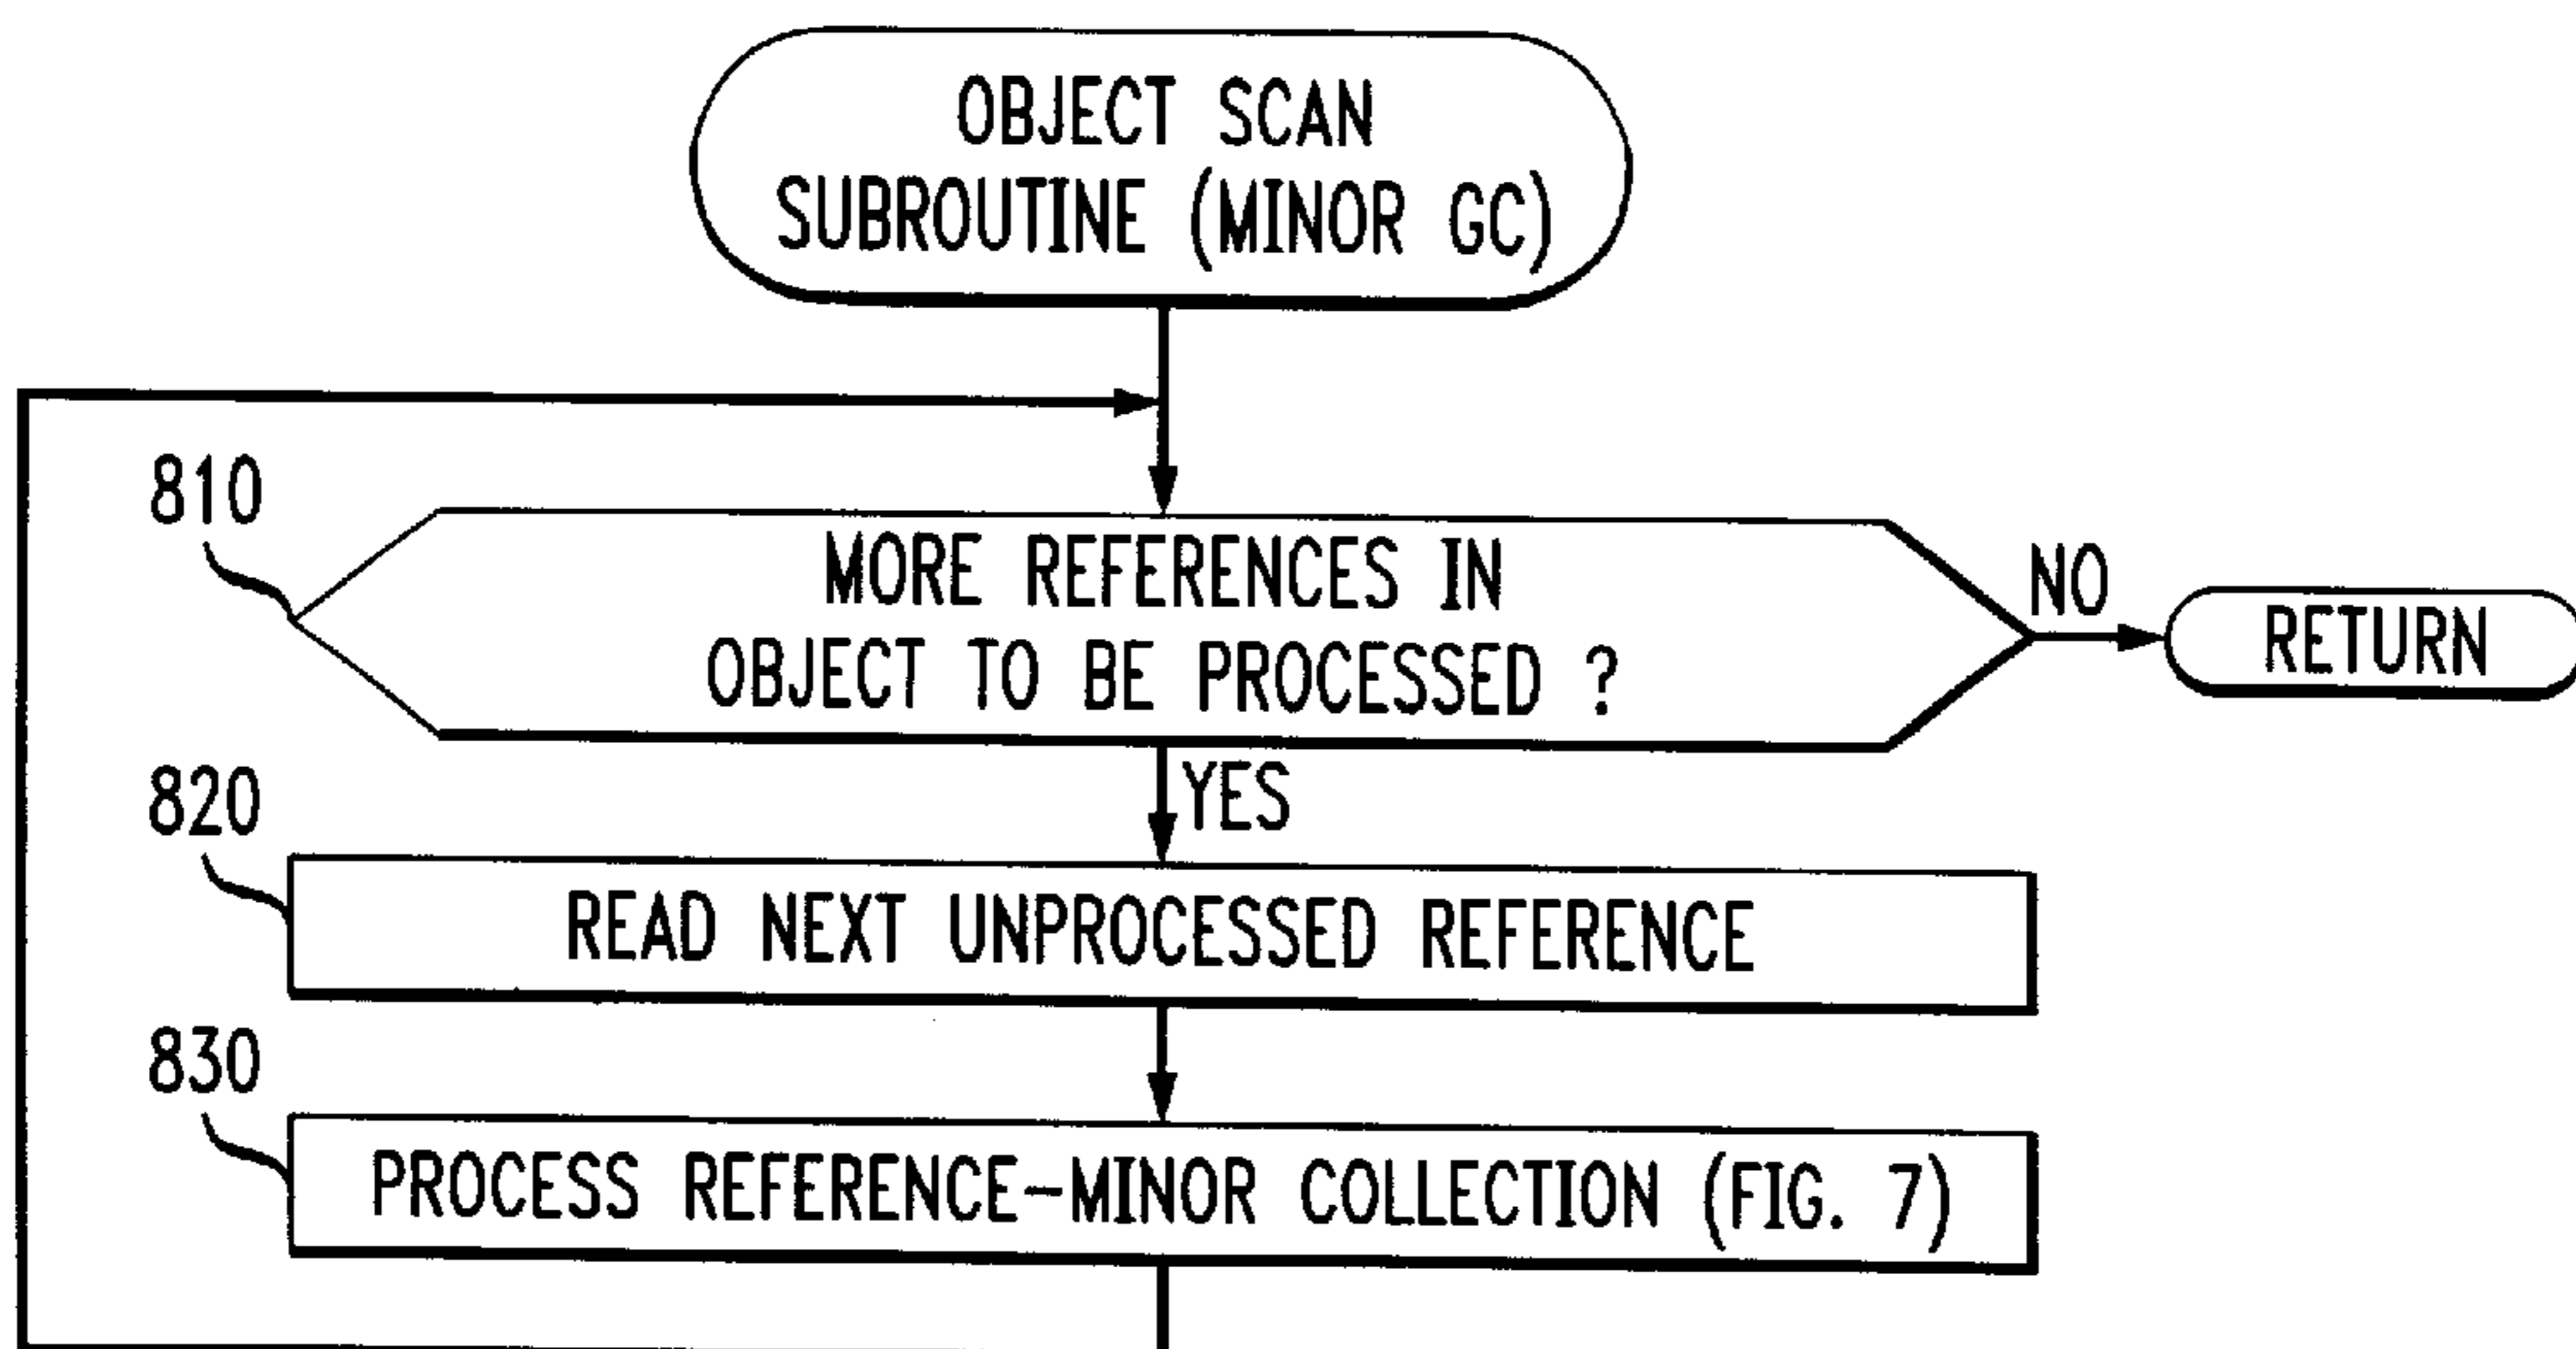 OBJECT SCAN
SUBROUTINE (MINOR GC)
810
MORE REFERENCES IN
OBJECT TO BE PROCESSED ?
NO
RETURN
YES
820
READ NEXT UNPROCESSED REFERENCE
830
PROCESS REFERENCE-MINOR COLLECTION (FIG. 7)